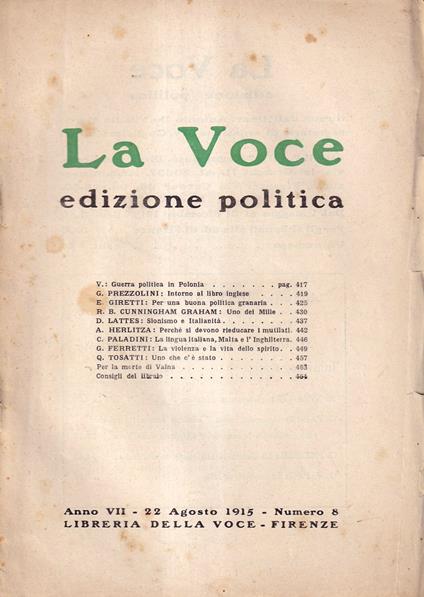 La Voce
edizione politica
V.: Guerra politica in Polonia . . . . . . . pag. 417
G. PREZZOLINI: Intorno al libro inglese . . . . 419
E. GIRETTI: Per una buona politica granaria . . . 425
R. B. CUNNINGHAM GRAHAM: Uno dei Mille . . 430
D. LATTES: Sionismo e Italianità . . . . . . 437
A. HERLITZA: Perchè si devono rieducare i mutilati. 442
C. PALADINI: La lingua italiana, Malta e l' Inghilterra. 446
G. FERRETTI: La violenza e la vita dello spirito . . 449
Q. TOSATTI: Uno che c'è stato . . . . . . . 457
Per la morte di Vaina . . . . . . . . . . 463
Consigli del libraio . . . . . . . . . . . 464
Anno VII - 22 Agosto 1915 - Numero 8
LIBRERIA DELLA VOCE - FIRENZE